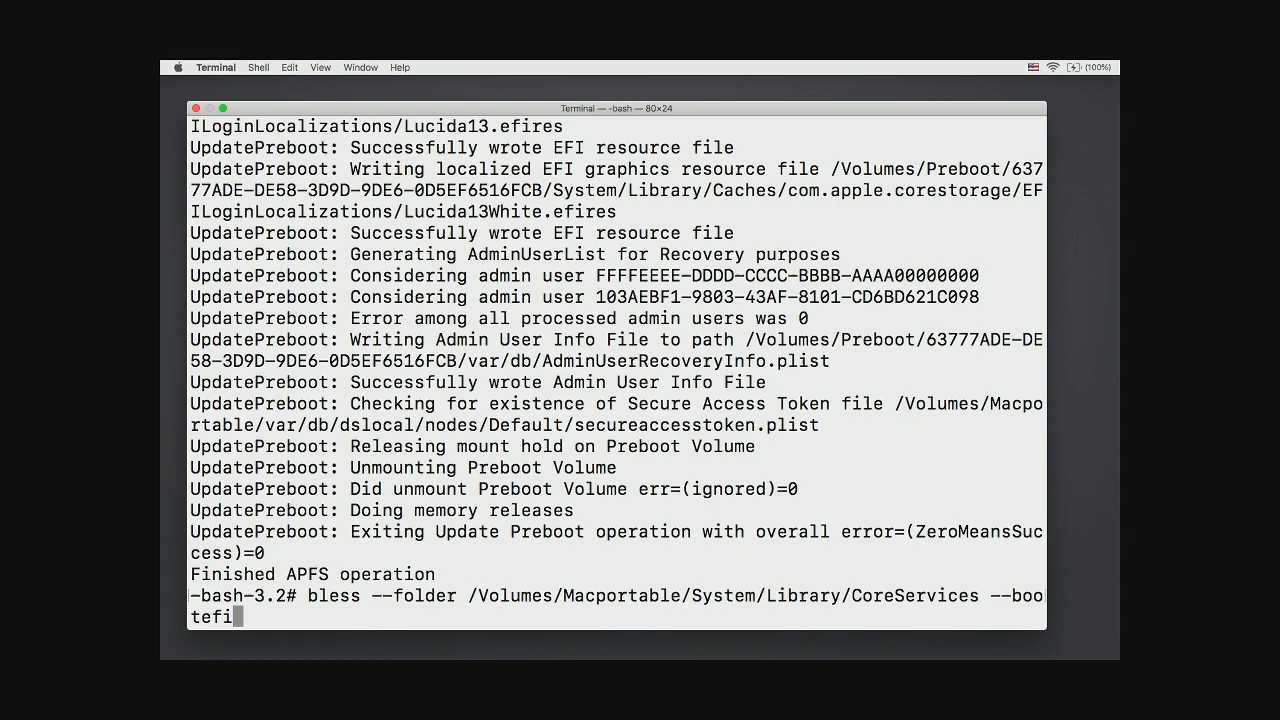 Terminal Shell Edit View Window Help (100%)
Terminal — -bash — 80×24
ILoginLocalizations/Lucida13.efires
UpdatePreboot: Successfully wrote EFI resource file
UpdatePreboot: Writing localized EFI graphics resource file /Volumes/Preboot/637
77ADE-DE58-3D9D-9DE6-0D5EF6516FCB/System/Library/Caches/com.apple.corestorage/EF
ILoginLocalizations/Lucida13White.efires
UpdatePreboot: Successfully wrote EFI resource file
UpdatePreboot: Generating AdminUserList for Recovery purposes
UpdatePreboot: Considering admin user FFFFEEEE-DDDD-CCCC-BBBB-AAAA00000000
UpdatePreboot: Considering admin user 103AEBF1-9803-43AF-8101-CD6BD621C098
UpdatePreboot: Error among all processed admin users was 0
UpdatePreboot: Writing Admin User Info File to path /Volumes/Preboot/63777ADE-DE
58-3D9D-9DE6-0D5EF6516FCB/var/db/AdminUserRecoveryInfo.plist
UpdatePreboot: Successfully wrote Admin User Info File
UpdatePreboot: Checking for existence of Secure Access Token file /Volumes/Macpo
rtable/var/db/dslocal/nodes/Default/secureaccesstoken.plist
UpdatePreboot: Releasing mount hold on Preboot Volume
UpdatePreboot: Unmounting Preboot Volume
UpdatePreboot: Did unmount Preboot Volume err=(ignored)=0
UpdatePreboot: Doing memory releases
UpdatePreboot: Exiting Update Preboot operation with overall error=(ZeroMeansSuc
cess)=0
Finished APFS operation
-bash-3.2# bless --folder /Volumes/Macportable/System/Library/CoreServices --boo
tefi